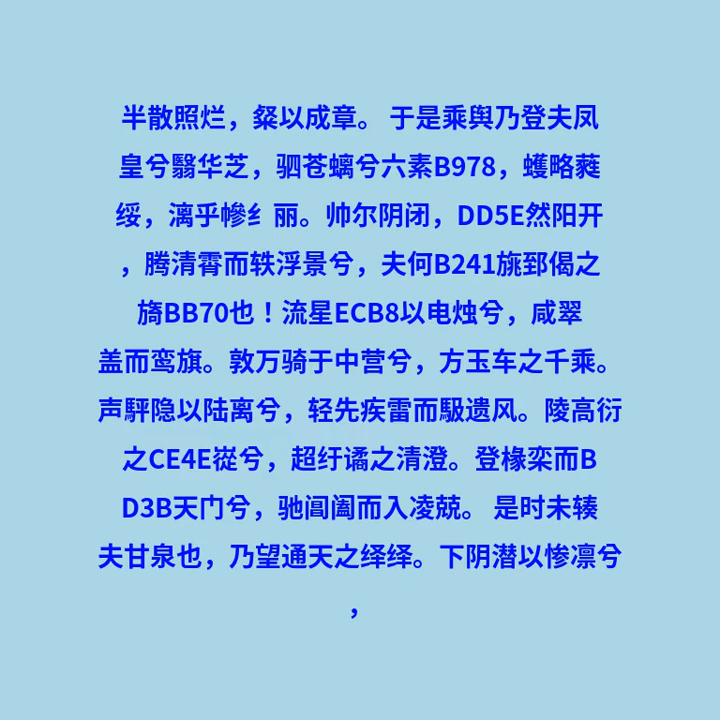 半散照烂，粲以成章。 于是乘舆乃登夫凤
皇兮翳华芝，驷苍螭兮六素B978，蠖略蕤
绥，漓乎幓纟丽。帅尔阴闭，DD5E然阳开
，腾清霄而轶浮景兮，夫何B241旐郅偈之
旖BB70也！流星ECB8以电烛兮，咸翠
盖而鸾旗。敦万骑于中营兮，方玉车之千乘。
声駍隐以陆离兮，轻先疾雷而馺遗风。陵高衍
之CE4E嵷兮，超纡谲之清澄。登椽栾而B
D3B天门兮，驰阊阖而入凌兢。 是时未轃
夫甘泉也，乃望通天之绎绎。下阴潜以惨凛兮
，